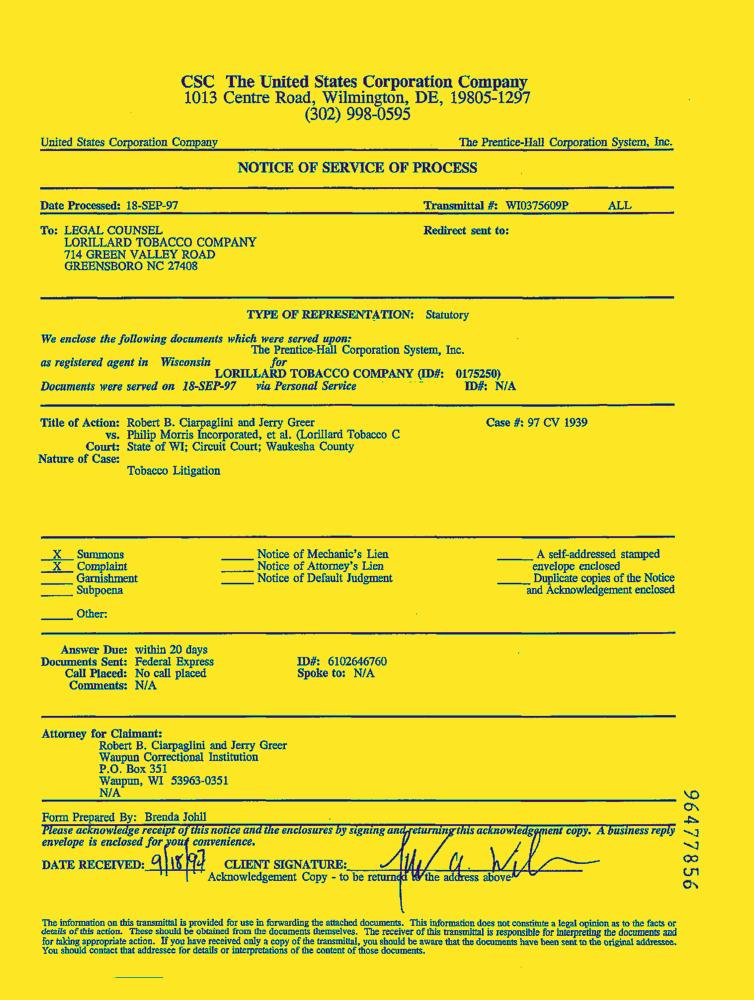 CSC The United States Corporation Company
1013 Centre Road, Wilmington, DE, 19805-1297
(302) 998-0595
United States Corporation Company The Prentice-Hall Corporation System, Inc.
NOTICE OF SERVICE OF PROCESS
Date Processed: 18-SEP-97 Transmittal #: WI0375609P ALL
To: LEGAL COUNSEL Redirect sent to:
LORILLARD TOBACCO COMPANY
714 GREEN VALLEY ROAD
GREENSBORO NC 27408
TYPE OF REPRESENTATION: Statutory
We enclose the following documents which were served upon:
The Prentice-Hall Corporation System, Inc.
as registered agent in Wisconsin for
LORILLARD TOBACCO COMPANY (ID#: 0175250)
Documents were served on 18-SEP-97 via Personal Service ID#: N/A
Title of Action: Robert B. Ciarpaglini and Jerry Greer Case #: 97 CV 1939
vs. Philip Morris Incorporated, et al. (Lorillard Tobacco C
Court: State of WI; Circuit Court; Waukesha County
Nature of Case:
Tobacco Litigation
X Summons Notice of Mechanic's Lien A self-addressed stamped
X Complaint Notice of Attorney's Lien envelope enclosed
Garnishment Notice of Default Judgment Duplicate copies of the Notice
Subpoena and Acknowledgement enclosed
Other:
Answer Due: within 20 days
Documents Sent: Federal Express ID#: 6102646760
Call Placed: No call placed Spoke to: N/A
Comments: N/A
Attorney for Claimant:
Robert B. Ciarpaglini and Jerry Greer
Waupun Correctional Institution
P.O. Box 351
Waupun, WI 53963-0351
N/A
Form Prepared By: Brenda Johll
Please acknowledge receipt of this notice and the enclosures by signing and returning this acknowledgement copy. A business reply
envelope is enclosed for your convenience.
DATE RECEIVED: 9/18/97 CLIENT SIGNATURE:
Acknowledgement Copy - to be returned to the address above
96477856
The information on this transmittal is provided for use in forwarding the attached documents. This information does not constitute a legal opinion as to the facts or
details of this action. These should be obtained from the documents themselves. The receiver of this transmittal is responsible for interpreting the documents and
for taking appropriate action. If you have received only a copy of the transmittal, you should be aware that the documents have been sent to the original addressee.
You should contact that addressee for details or interpretations of the content of those documents.